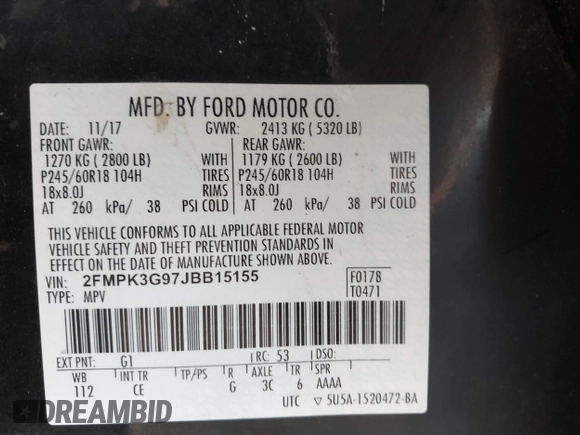 MFD. BY FORD MOTOR CO.
DATE: 11/17 GVWR: 2413 KG ( 5320 LB)
FRONT GAWR: REAR GAWR:
1270 KG ( 2800 LB) WITH 1179 KG ( 2600 LB) WITH
P245/60R18 104H TIRES P245/60R18 104H TIRES
18x8.0J RIMS 18x8.0J RIMS
AT 260 kPa/ 38 PSI COLD AT 260 kPa/ 38 PSI COLD
THIS VEHICLE CONFORMS TO ALL APPLICABLE FEDERAL MOTOR
VEHICLE SAFETY AND THEFT PREVENTION STANDARDS IN
EFFECT ON THE DATE OF MANUFACTURE SHOWN ABOVE.
VIN: 2FMPK3G97JBB15155 F0178
TYPE: MPV T0471
EXT PNT: G1 RC: 53 DSO:
WB INT TR TP/PS R AXLE TR SPR
112 CE G 3C 6 AAAA
UTC ▽ 5U5A-1520472-BA
EPICBID.COM